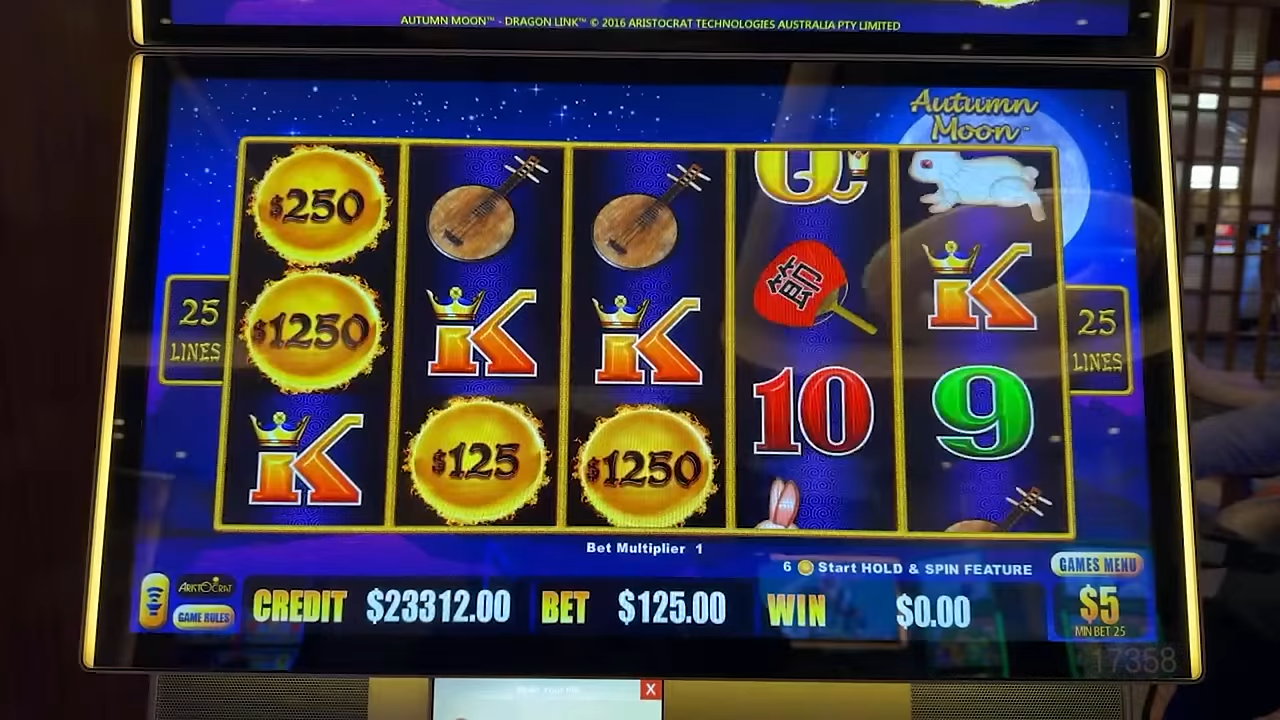 AUTUMN MOON™ - DRAGON LINK™ © 2016 ARISTOCRAT TECHNOLOGIES AUSTRALIA PTY LIMITED
Autumn
Moon™
$250
$1250
K
K
$125
K
$1250
Q
10
K
9
25
LINES
25
LINES
Bet Multiplier 1
6 Start HOLD & SPIN FEATURE
GAMES MENU
ARISTOCRAT
GAME RULES
CREDIT $23312.00 BET $125.00 WIN $0.00
$5
MIN BET 25
17358
X